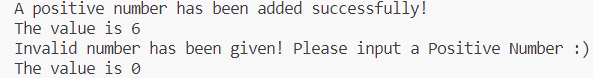 A positive number has been added successfully!
The value is 6
Invalid number has been given! Please input a Positive Number :)
The value is 0